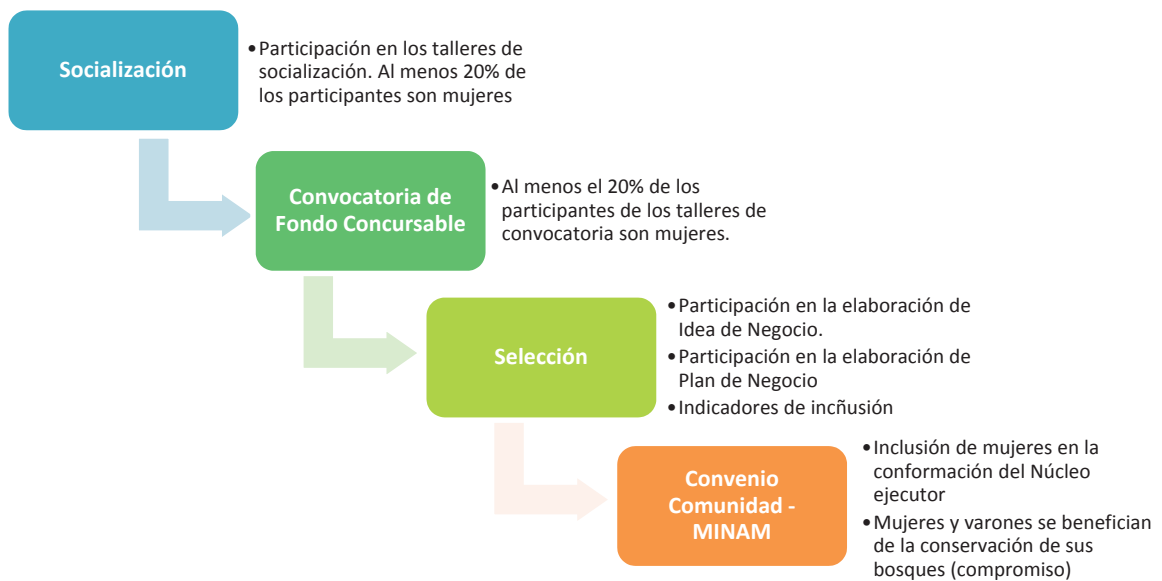 Socialización
•Participación en los talleres de
socialización. Al menos 20% de
los participantes son mujeres
Convocatoria de
Fondo Concursable
•Al menos el 20% de los
participantes de los talleres de
convocatoria son mujeres.
Selección
•Participación en la elaboración de
Idea de Negocio.
•Participación en la elaboración de
Plan de Negocio
•Indicadores de incñusión
Convenio
Comunidad -
MINAM
•Inclusión de mujeres en la
conformación del Núcleo
ejecutor
•Mujeres y varones se benefician
de la conservación de sus
bosques (compromiso)